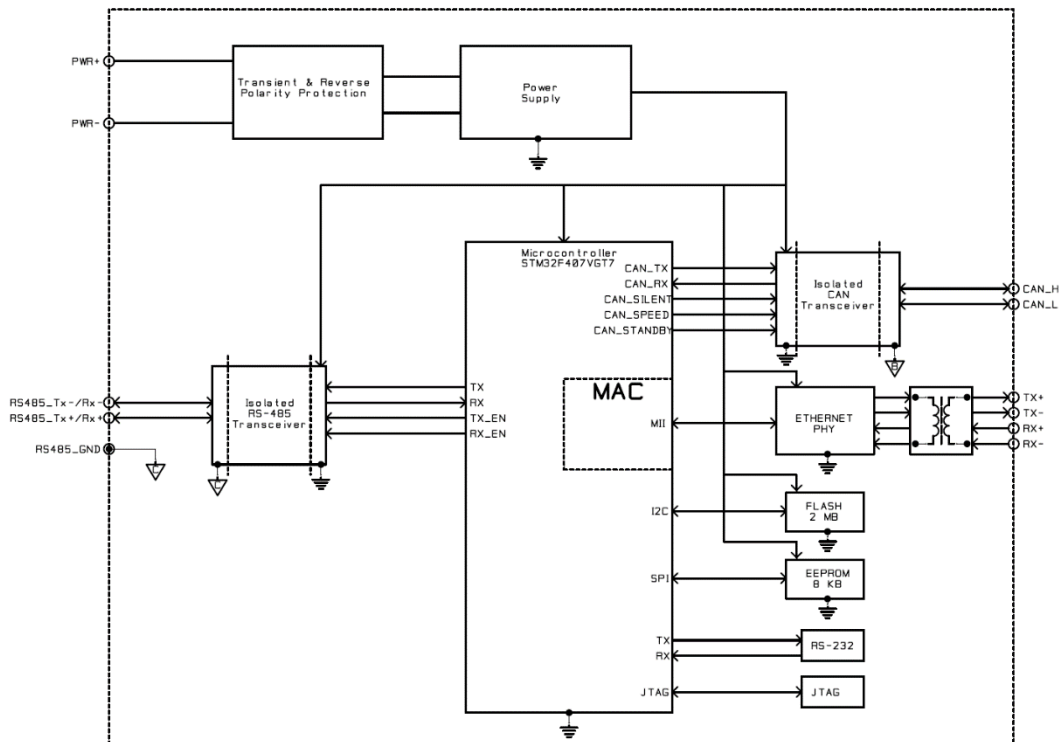 PWR+
Transient & Reverse
Polarity Protection
Power
Supply
PWR-
Microcontroller
STM32F407VGT7
CAN_TX
CAN_RX
CAN_SILENT
CAN_SPEED
CAN_STANDBY
Isolated
CAN
Transceiver
CAN_H
CAN_L
B
RS485_Tx-/Rx-
RS485_Tx+/Rx+
RS485_GND
L
Isolated
RS-485
Transceiver
L
TX
RX
TX_EN
RX_EN
MAC
MII
ETHERNET
PHY
TX+
TX-
RX+
RX-
I2C
FLASH
2 MB
SPI
EEPROM
8 KB
TX
RX
RS-232
JTAG
JTAG